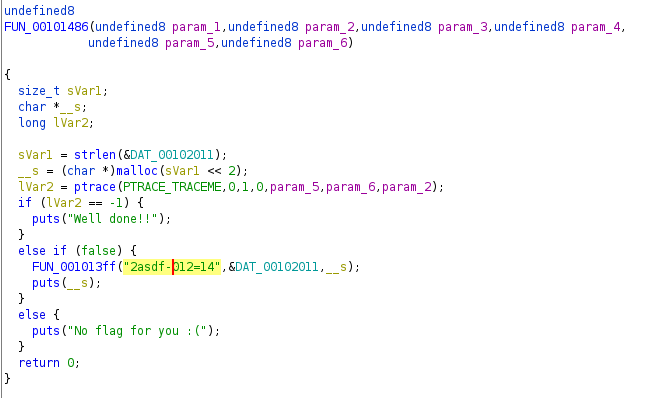 undefined8
FUN_00101486(undefined8 param_1,undefined8 param_2,undefined8 param_3,undefined8 param_4,
undefined8 param_5,undefined8 param_6)
{
size_t sVar1;
char *__s;
long lVar2;
sVar1 = strlen(&DAT_00102011);
__s = (char *)malloc(sVar1 << 2);
lVar2 = ptrace(PTRACE_TRACEME,0,1,0,param_5,param_6,param_2);
if (lVar2 == -1) {
puts("Well done!!");
}
else if (false) {
FUN_001013ff("2asdf-012=14",&DAT_00102011,__s);
puts(__s);
}
else {
puts("No flag for you :(");
}
return 0;
}